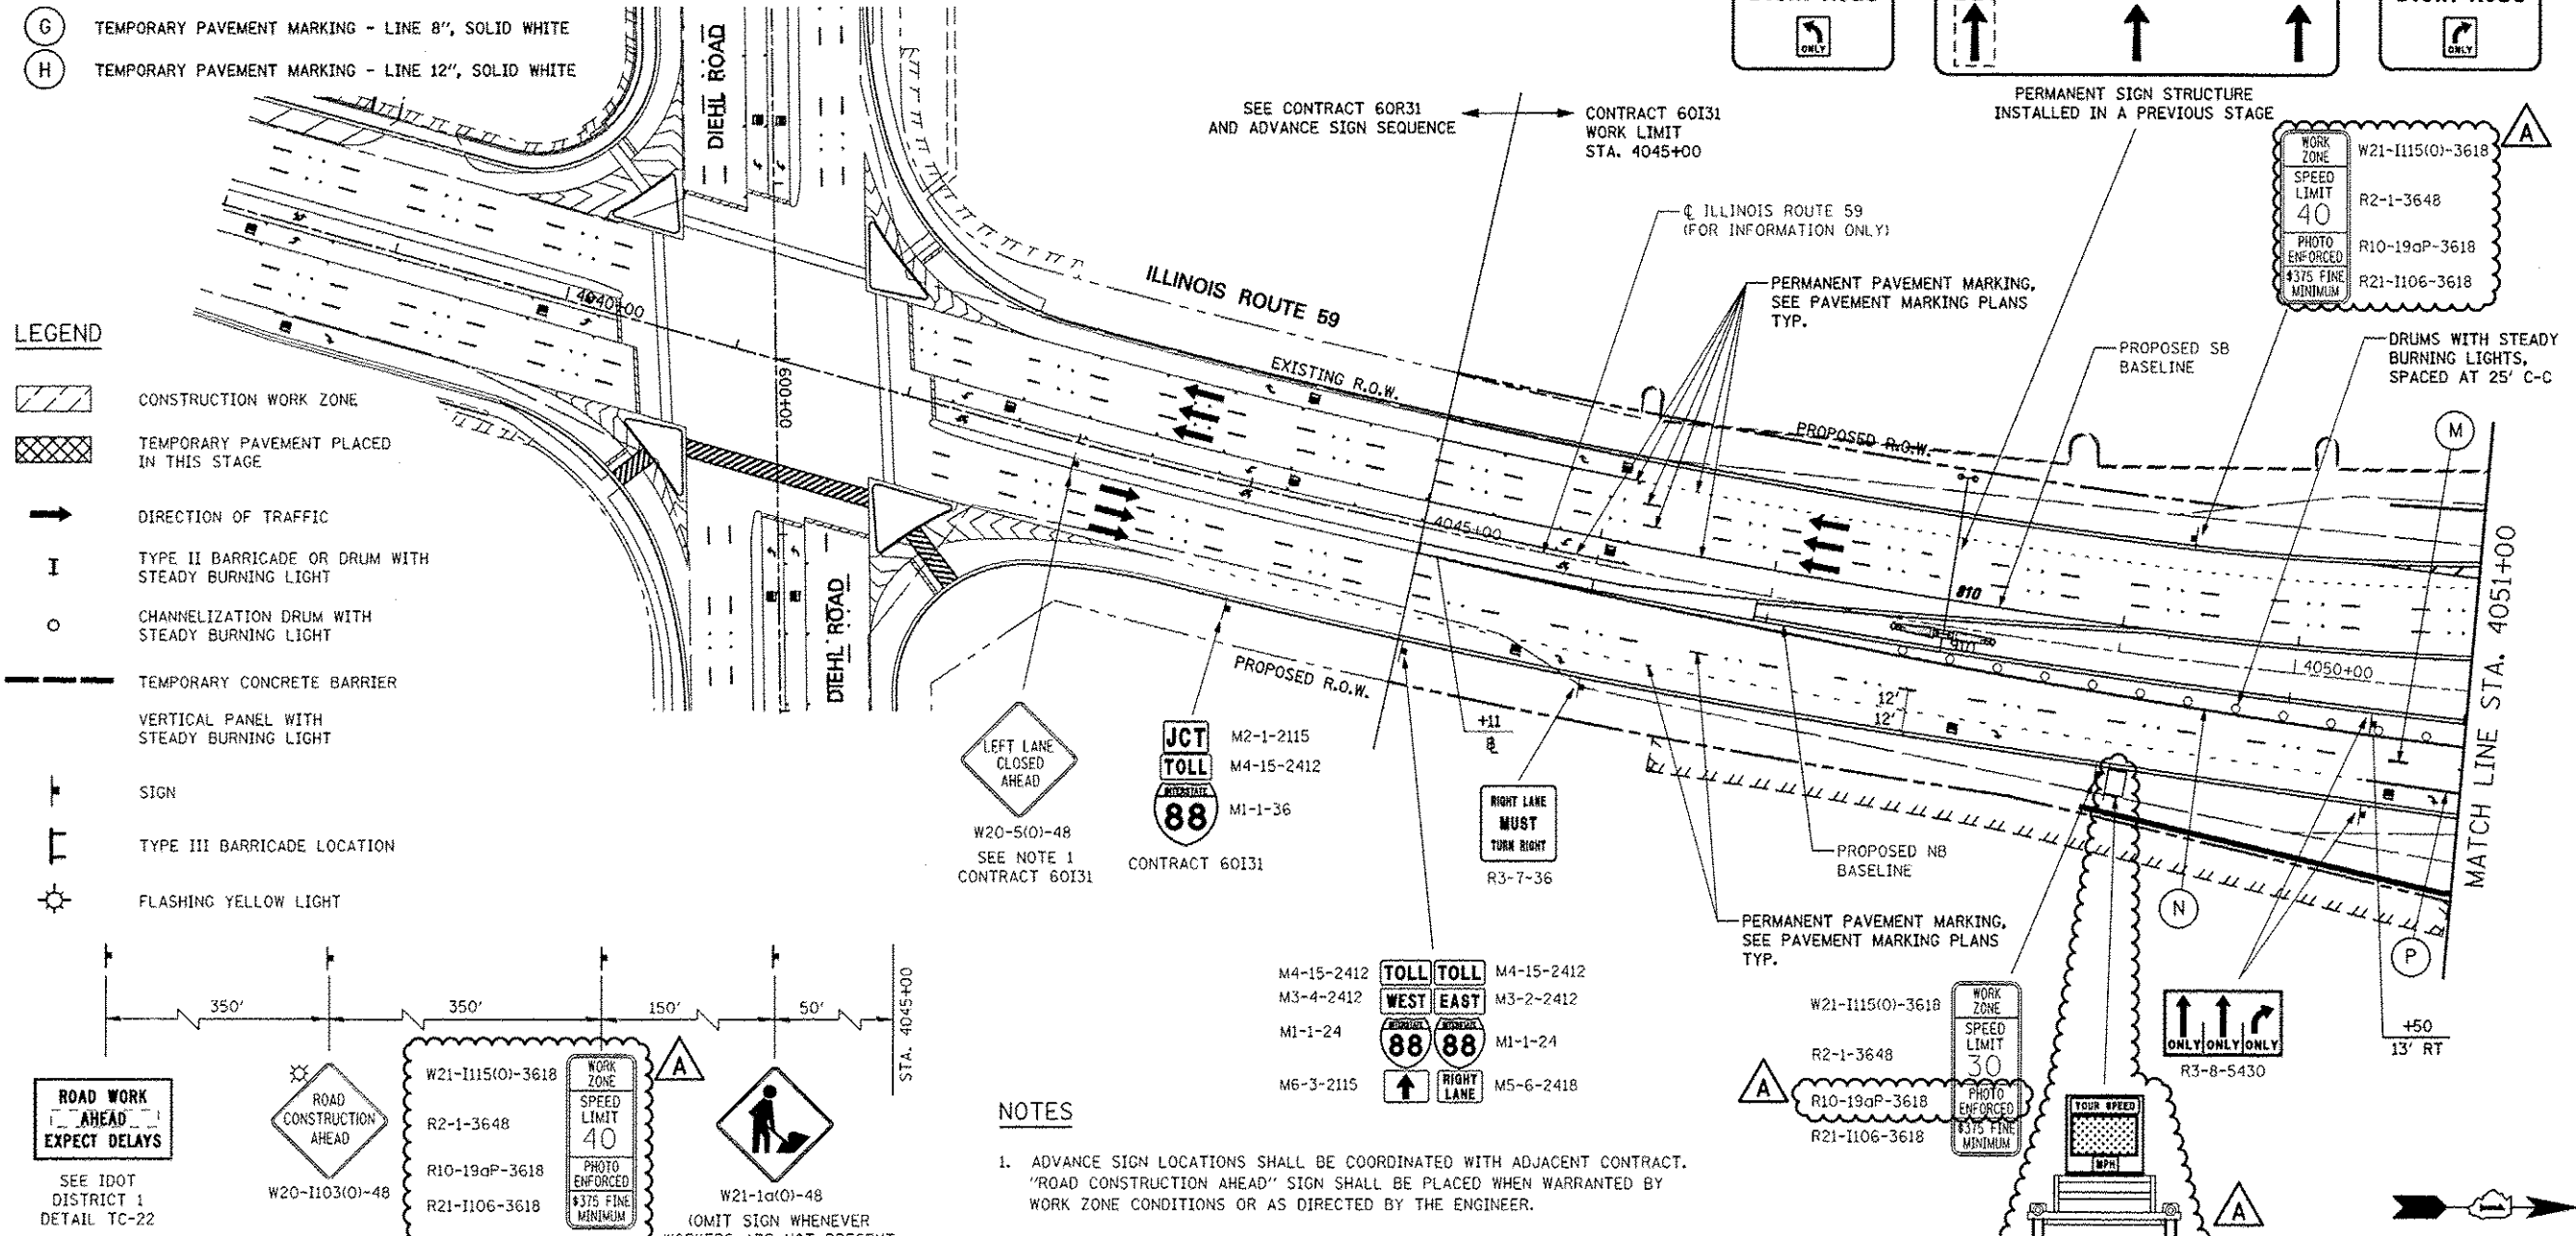 G TEMPORARY PAVEMENT MARKING - LINE 8", SOLID WHITE
H TEMPORARY PAVEMENT MARKING - LINE 12", SOLID WHITE
DIEHL ROAD
ONLY
ONLY
SEE CONTRACT 60R31
AND ADVANCE SIGN SEQUENCE
CONTRACT 60I31
WORK LIMIT
STA. 4045+00
PERMANENT SIGN STRUCTURE
INSTALLED IN A PREVIOUS STAGE
A
WORK
ZONE
SPEED
LIMIT
40
PHOTO
ENFORCED
$375 FINE
MINIMUM
W21-I115(O)-3618
R2-1-3648
R10-19aP-3618
R21-I106-3618
℄ ILLINOIS ROUTE 59
(FOR INFORMATION ONLY)
ILLINOIS ROUTE 59
EXISTING R.O.W.
PERMANENT PAVEMENT MARKING,
SEE PAVEMENT MARKING PLANS
TYP.
PROPOSED SB
BASELINE
DRUMS WITH STEADY
BURNING LIGHTS,
SPACED AT 25' C-C
PROPOSED R.O.W.
M
4040+00
609+00
4045+00
810
910
4050+00
12'
12'
MATCH LINE STA. 4051+00
LEGEND
CONSTRUCTION WORK ZONE
TEMPORARY PAVEMENT PLACED
IN THIS STAGE
DIRECTION OF TRAFFIC
TYPE II BARRICADE OR DRUM WITH
STEADY BURNING LIGHT
CHANNELIZATION DRUM WITH
STEADY BURNING LIGHT
TEMPORARY CONCRETE BARRIER
VERTICAL PANEL WITH
STEADY BURNING LIGHT
SIGN
TYPE III BARRICADE LOCATION
FLASHING YELLOW LIGHT
DIEHL ROAD
PROPOSED R.O.W.
LEFT LANE
CLOSED
AHEAD
W20-5(O)-48
SEE NOTE 1
CONTRACT 60I31
JCT M2-1-2115
TOLL M4-15-2412
INTERSTATE
88 M1-1-36
CONTRACT 60I31
+11
℄
RIGHT LANE
MUST
TURN RIGHT
R3-7-36
PROPOSED NB
BASELINE
PERMANENT PAVEMENT MARKING,
SEE PAVEMENT MARKING PLANS
TYP.
N
P
M4-15-2412 TOLL TOLL M4-15-2412
M3-4-2412 WEST EAST M3-2-2412
INTERSTATE INTERSTATE
M1-1-24 88 88 M1-1-24
M6-3-2115 RIGHT
LANE M5-6-2418
W21-I115(O)-3618
R2-1-3648
A
R10-19aP-3618
R21-I106-3618
WORK
ZONE
SPEED
LIMIT
30
PHOTO
ENFORCED
$375 FINE
MINIMUM
YOUR SPEED
MPH
A
ONLY ONLY ONLY
R3-8-5430
+50
13' RT
350'
350'
150'
50'
STA. 4045+00
ROAD WORK
AHEAD
EXPECT DELAYS
SEE IDOT
DISTRICT 1
DETAIL TC-22
ROAD
CONSTRUCTION
AHEAD
W20-I103(O)-48
W21-I115(O)-3618
R2-1-3648
R10-19aP-3618
R21-I106-3618
WORK
ZONE
SPEED
LIMIT
40
PHOTO
ENFORCED
$375 FINE
MINIMUM
A
W21-1a(O)-48
(OMIT SIGN WHENEVER
NOTES
1. ADVANCE SIGN LOCATIONS SHALL BE COORDINATED WITH ADJACENT CONTRACT.
"ROAD CONSTRUCTION AHEAD" SIGN SHALL BE PLACED WHEN WARRANTED BY
WORK ZONE CONDITIONS OR AS DIRECTED BY THE ENGINEER.